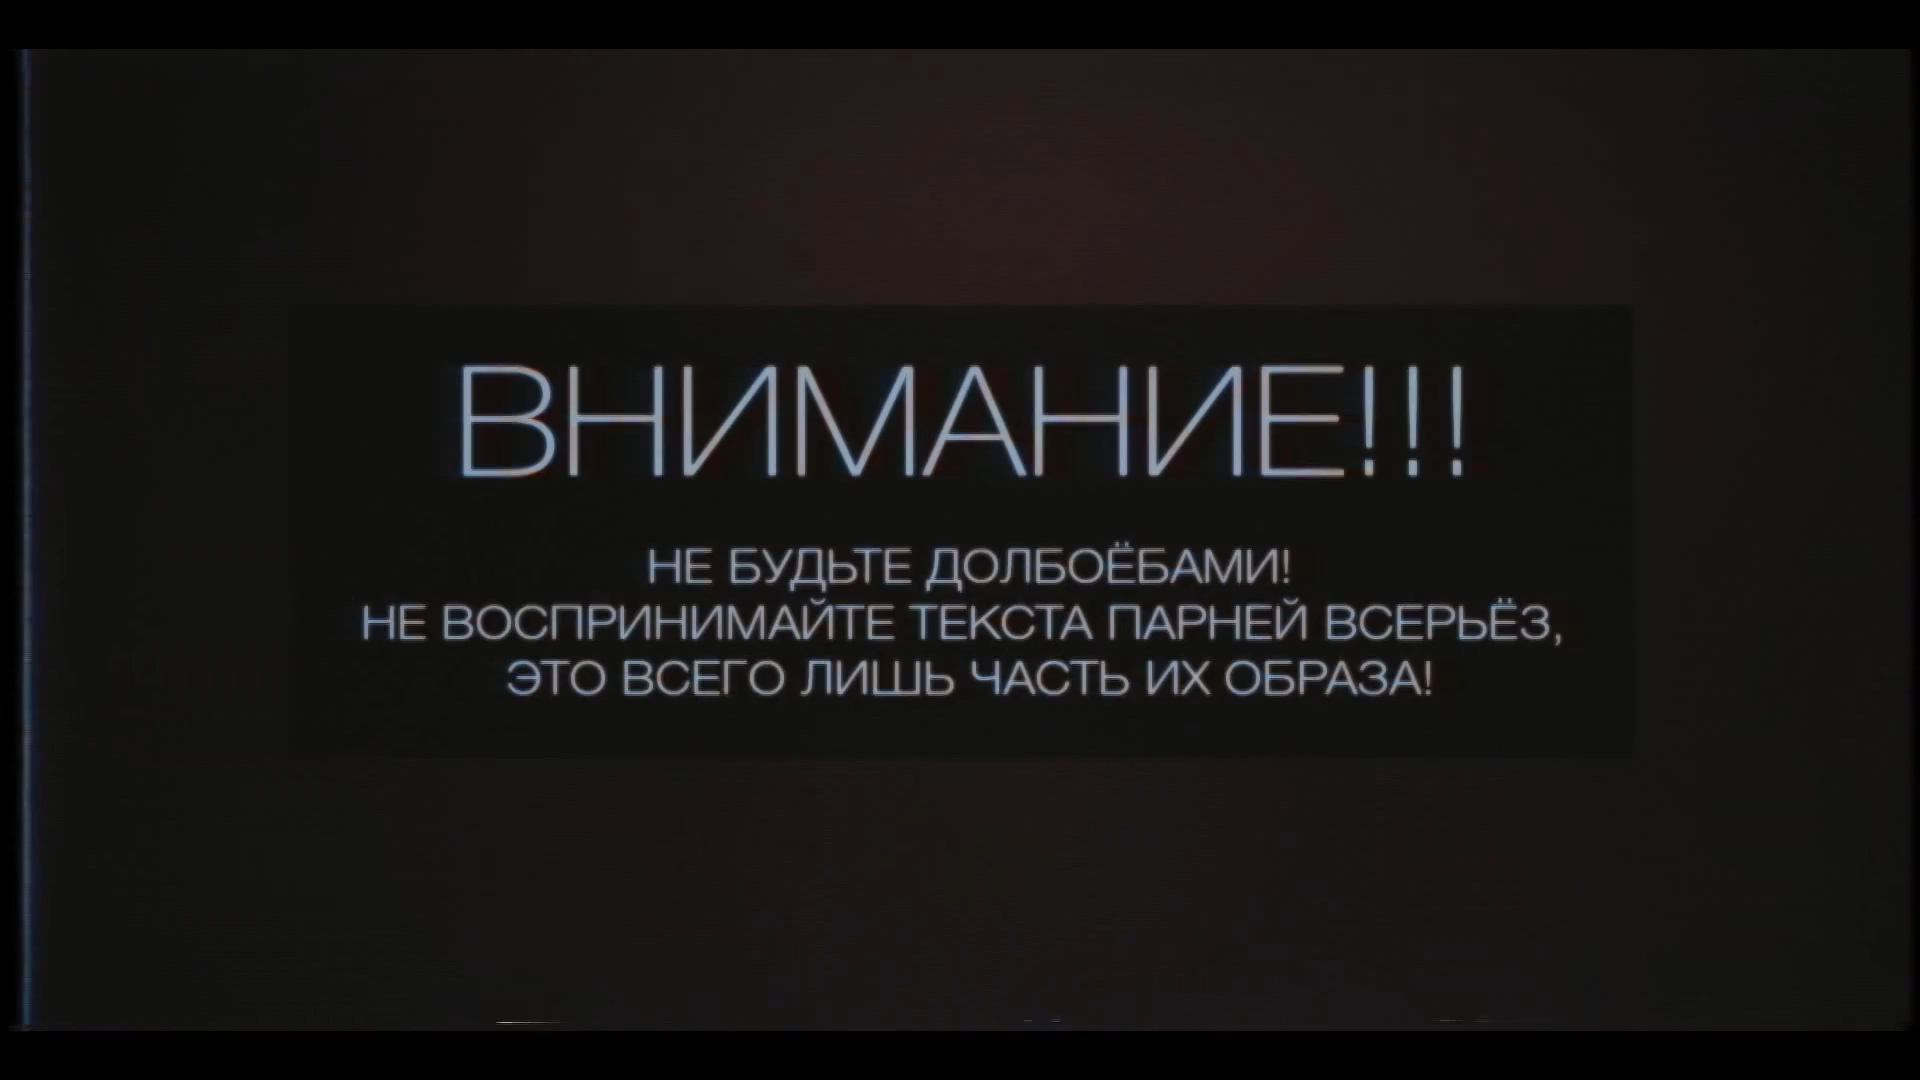 ВНИМАНИЕ!!!
НЕ БУДЬТЕ ДОЛБОЁБАМИ!
НЕ ВОСПРИНИМАЙТЕ ТЕКСТА ПАРНЕЙ ВСЕРЬЁЗ,
ЭТО ВСЕГО ЛИШЬ ЧАСТЬ ИХ ОБРАЗА!